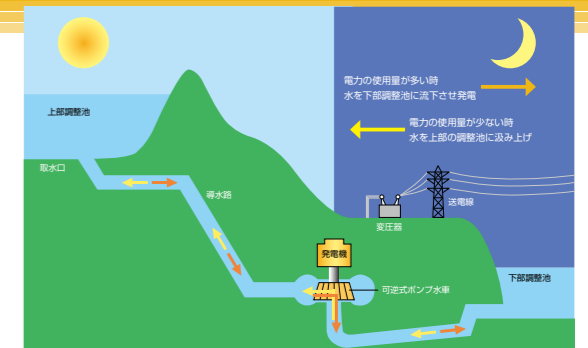 電力の使用量が多い時
水を下部調整池に流下させ発電
電力の使用量が少ない時
水を上部の調整池に汲み上げ
上部調整池
取水口
導水路
送電線
変圧器
発電機
下部調整池
可逆式ポンプ水車